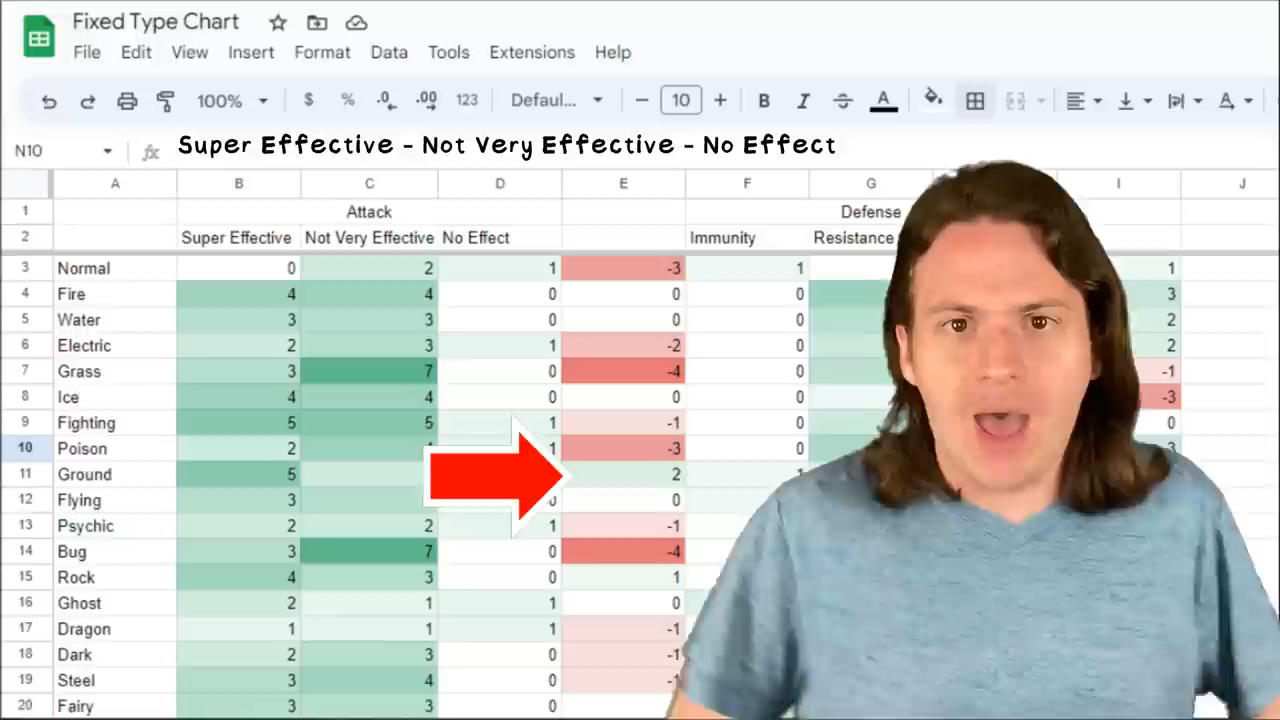 Fixed Type Chart
File Edit View Insert Format Data Tools Extensions Help
100% $ % .0 .00 123 Defaul... 10 B I A A
N10 fx Super Effective - Not Very Effective - No Effect
A B C D E F G I J
1 Attack Defense
2 Super Effective Not Very Effective No Effect Immunity Resistance
3 Normal 0 2 1 -3 1 1
4 Fire 4 4 0 0 0 3
5 Water 3 3 0 0 0 2
6 Electric 2 3 1 -2 0 2
7 Grass 3 7 0 -4 0 -1
8 Ice 4 4 0 0 0 -3
9 Fighting 5 5 1 -1 0 0
10 Poison 2 1 -3 0
11 Ground 5 2
12 Flying 3 0
13 Psychic 2 2 1 -1
14 Bug 3 7 0 -4
15 Rock 4 3 0 1
16 Ghost 2 1 1 0
17 Dragon 1 1 1 -1
18 Dark 2 3 0 -1
19 Steel 3 4 0 -1
20 Fairy 3 3 0